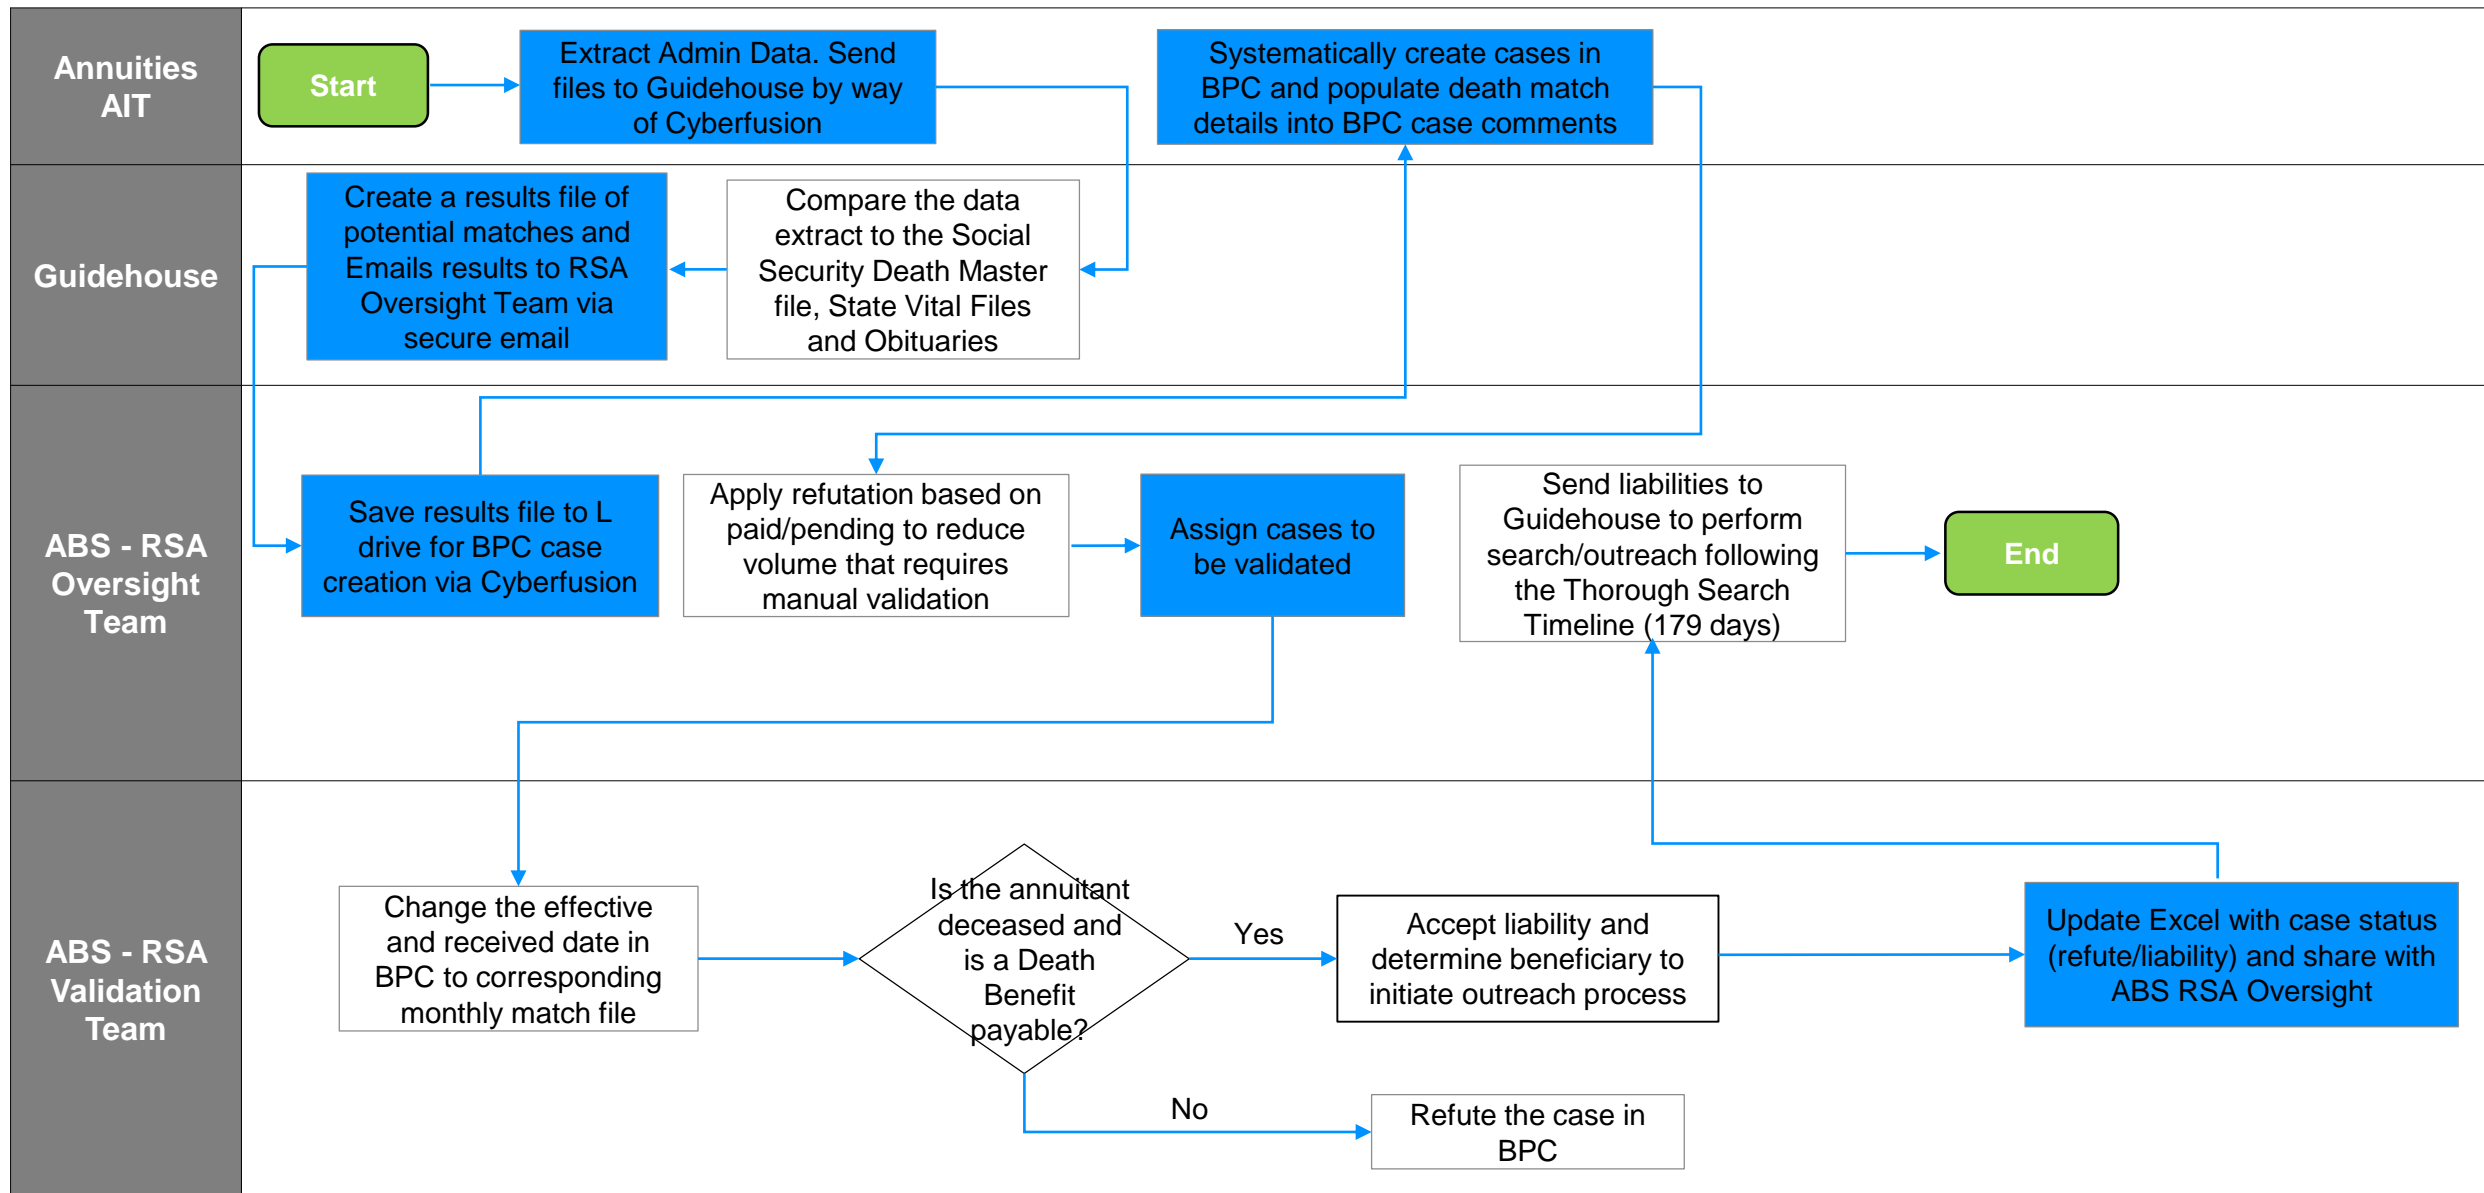 Annuities
AIT
Start
Extract Admin Data. Send
files to Guidehouse by way
of Cyberfusion
Systematically create cases in
BPC and populate death match
details into BPC case comments
Guidehouse
Create a results file of
potential matches and
Emails results to RSA
Oversight Team via
secure email
Compare the data
extract to the Social
Security Death Master
file, State Vital Files
and Obituaries
ABS - RSA
Oversight
Team
Save results file to L
drive for BPC case
creation via Cyberfusion
Apply refutation based on
paid/pending to reduce
volume that requires
manual validation
Assign cases to
be validated
Send liabilities to
Guidehouse to perform
search/outreach following
the Thorough Search
Timeline (179 days)
End
ABS - RSA
Validation
Team
Change the effective
and received date in
BPC to corresponding
monthly match file
Is the annuitant
deceased and
is a Death
Benefit
payable?
Yes
Accept liability and
determine beneficiary to
initiate outreach process
Update Excel with case status
(refute/liability) and share with
ABS RSA Oversight
No
Refute the case in
BPC